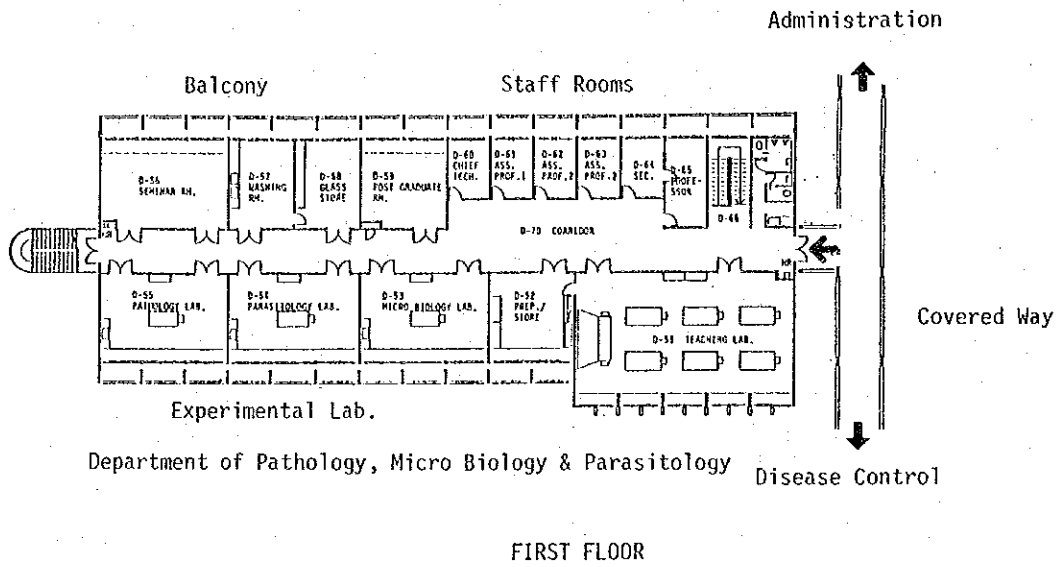 Administration
Balcony
Staff Rooms
D-56
SEMINAR RM.
D-57
WASHING
RM.
D-58
GLASS
STORE
D-59
POST GRADUATE
RM.
D-60
CHIEF
TECH.
D-61
ASS.
PROF.1
D-62
ASS.
PROF.2
D-63
ASS.
PROF.2
D-64
SEC.
D-65
PROFE-
SSOR
D-66
D-70 CORRIDOR
D-55
PATHOLOGY LAB.
D-54
PARASITOLOGY LAB.
D-53
MICRO BIOLOGY LAB.
D-52
PREP./
STORE
TEACHING LAB.
Covered Way
Experimental Lab.
Department of Pathology, Micro Biology & Parasitology
Disease Control
FIRST FLOOR